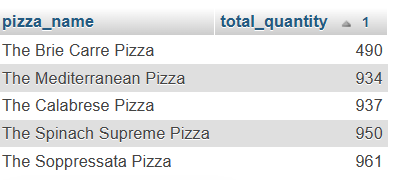 pizza_name total_quantity 1
The Brie Carre Pizza 490
The Mediterranean Pizza 934
The Calabrese Pizza 937
The Spinach Supreme Pizza 950
The Soppressata Pizza 961